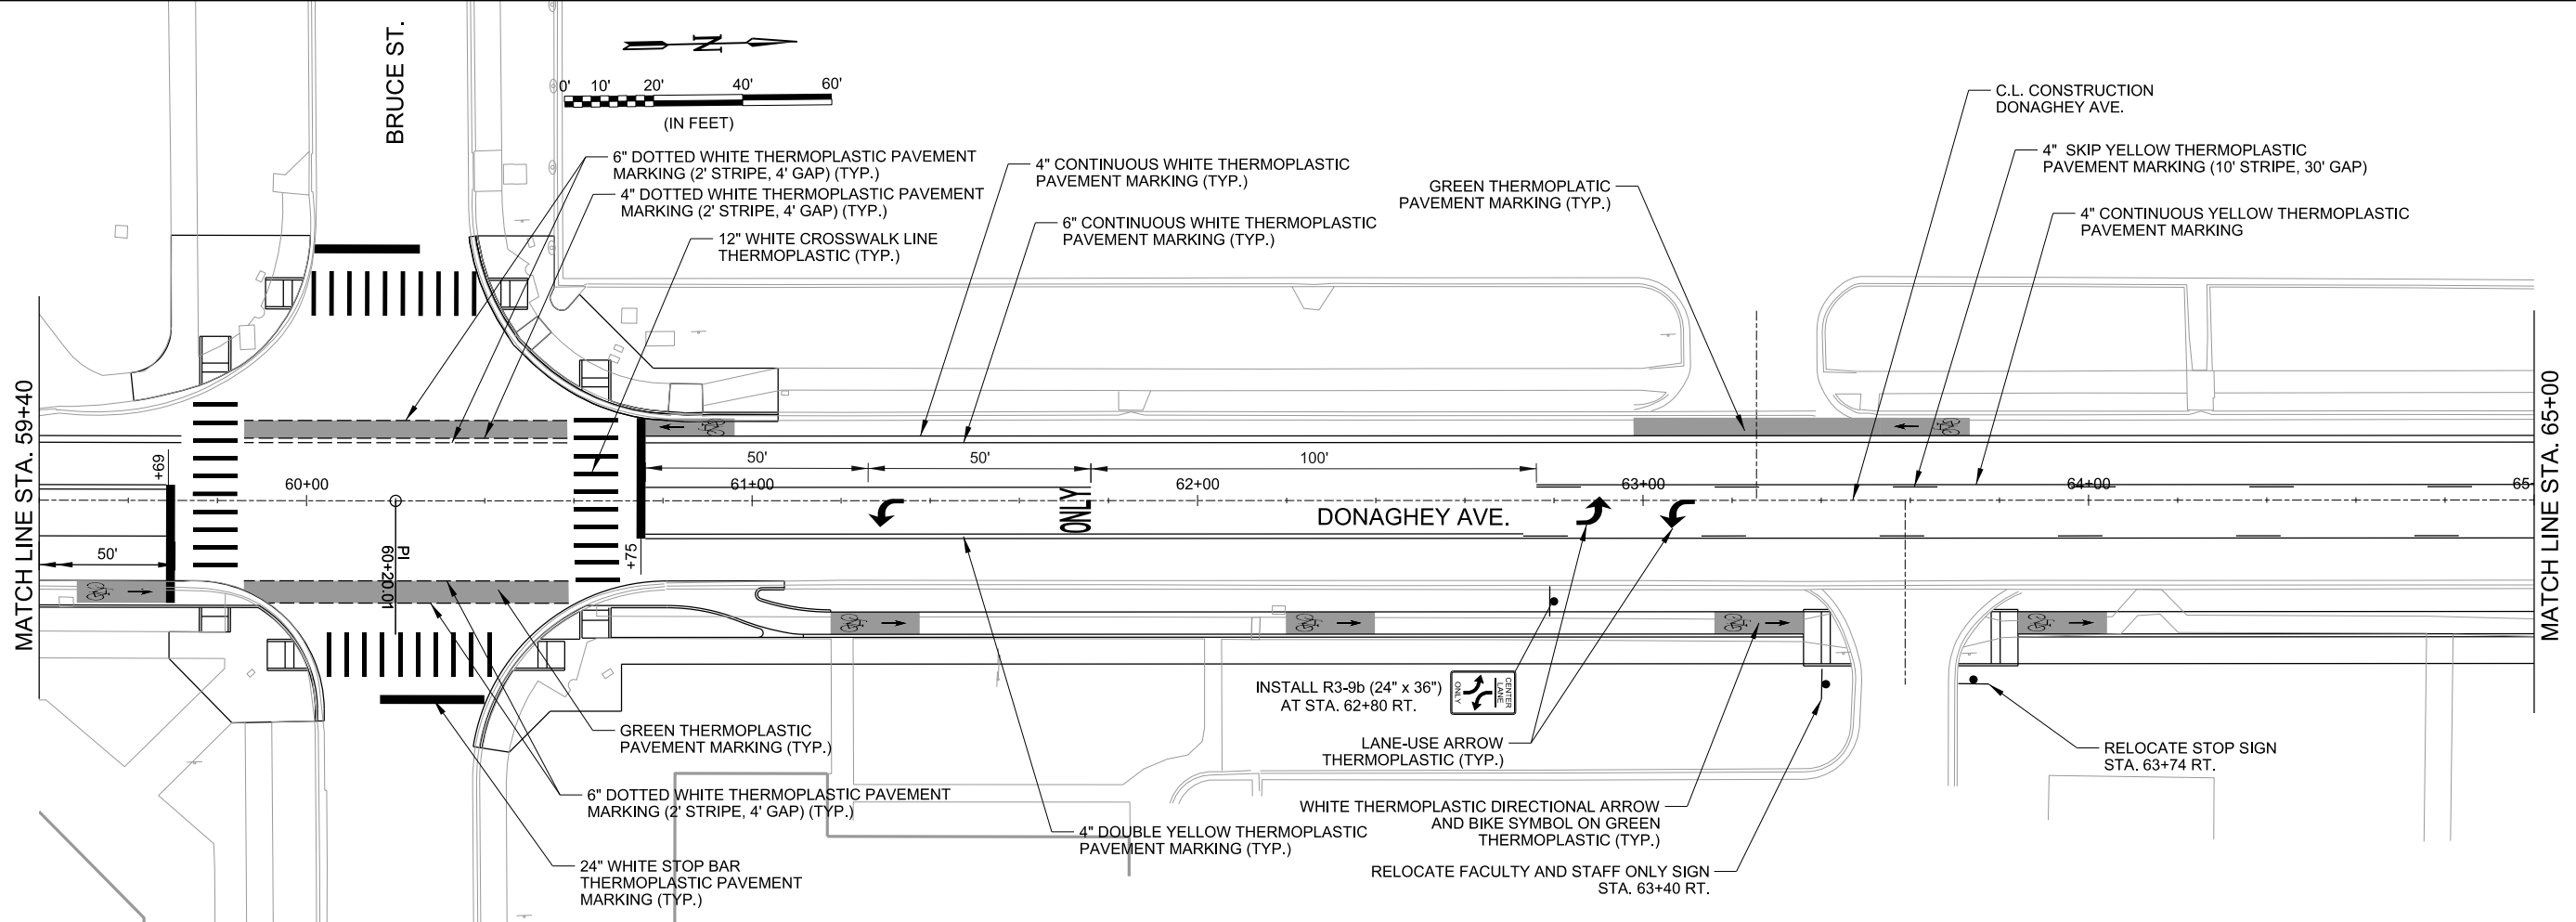 BRUCE ST.
N
0' 10' 20' 40' 60'
(IN FEET)
6" DOTTED WHITE THERMOPLASTIC PAVEMENT
MARKING (2' STRIPE, 4' GAP) (TYP.)
4" DOTTED WHITE THERMOPLASTIC PAVEMENT
MARKING (2' STRIPE, 4' GAP) (TYP.)
12" WHITE CROSSWALK LINE
THERMOPLASTIC (TYP.)
4" CONTINUOUS WHITE THERMOPLASTIC
PAVEMENT MARKING (TYP.)
6" CONTINUOUS WHITE THERMOPLASTIC
PAVEMENT MARKING (TYP.)
GREEN THERMOPLATIC
PAVEMENT MARKING (TYP.)
C.L. CONSTRUCTION
DONAGHEY AVE.
4" SKIP YELLOW THERMOPLASTIC
PAVEMENT MARKING (10' STRIPE, 30' GAP)
4" CONTINUOUS YELLOW THERMOPLASTIC
PAVEMENT MARKING
MATCH LINE STA. 59+40
+69
50'
60+00
PI
60+20.01
+75
50'
50'
100'
61+00
62+00
63+00
64+00
65
ONLY
DONAGHEY AVE.
MATCH LINE STA. 65+00
INSTALL R3-9b (24" x 36")
AT STA. 62+80 RT.
CENTER
LANE
ONLY
LANE-USE ARROW
THERMOPLASTIC (TYP.)
GREEN THERMOPLASTIC
PAVEMENT MARKING (TYP.)
6" DOTTED WHITE THERMOPLASTIC PAVEMENT
MARKING (2' STRIPE, 4' GAP) (TYP.)
24" WHITE STOP BAR
THERMOPLASTIC PAVEMENT
MARKING (TYP.)
4" DOUBLE YELLOW THERMOPLASTIC
PAVEMENT MARKING (TYP.)
WHITE THERMOPLASTIC DIRECTIONAL ARROW
AND BIKE SYMBOL ON GREEN
THERMOPLASTIC (TYP.)
RELOCATE FACULTY AND STAFF ONLY SIGN
STA. 63+40 RT.
RELOCATE STOP SIGN
STA. 63+74 RT.